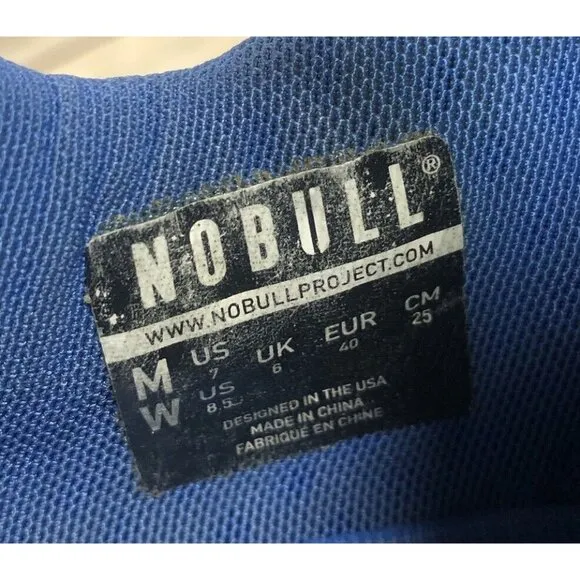 NOBULL®
WWW.NOBULLPROJECT.COM
M US 7 UK 6 EUR 40 CM 25
W US 8.5
DESIGNED IN THE USA
MADE IN CHINA
FABRIQUÉ EN CHINE